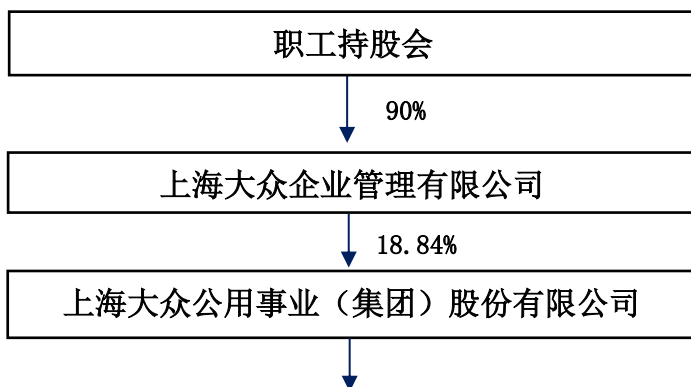 职工持股会
90%
上海大众企业管理有限公司
18.84%
上海大众公用事业（集团）股份有限公司